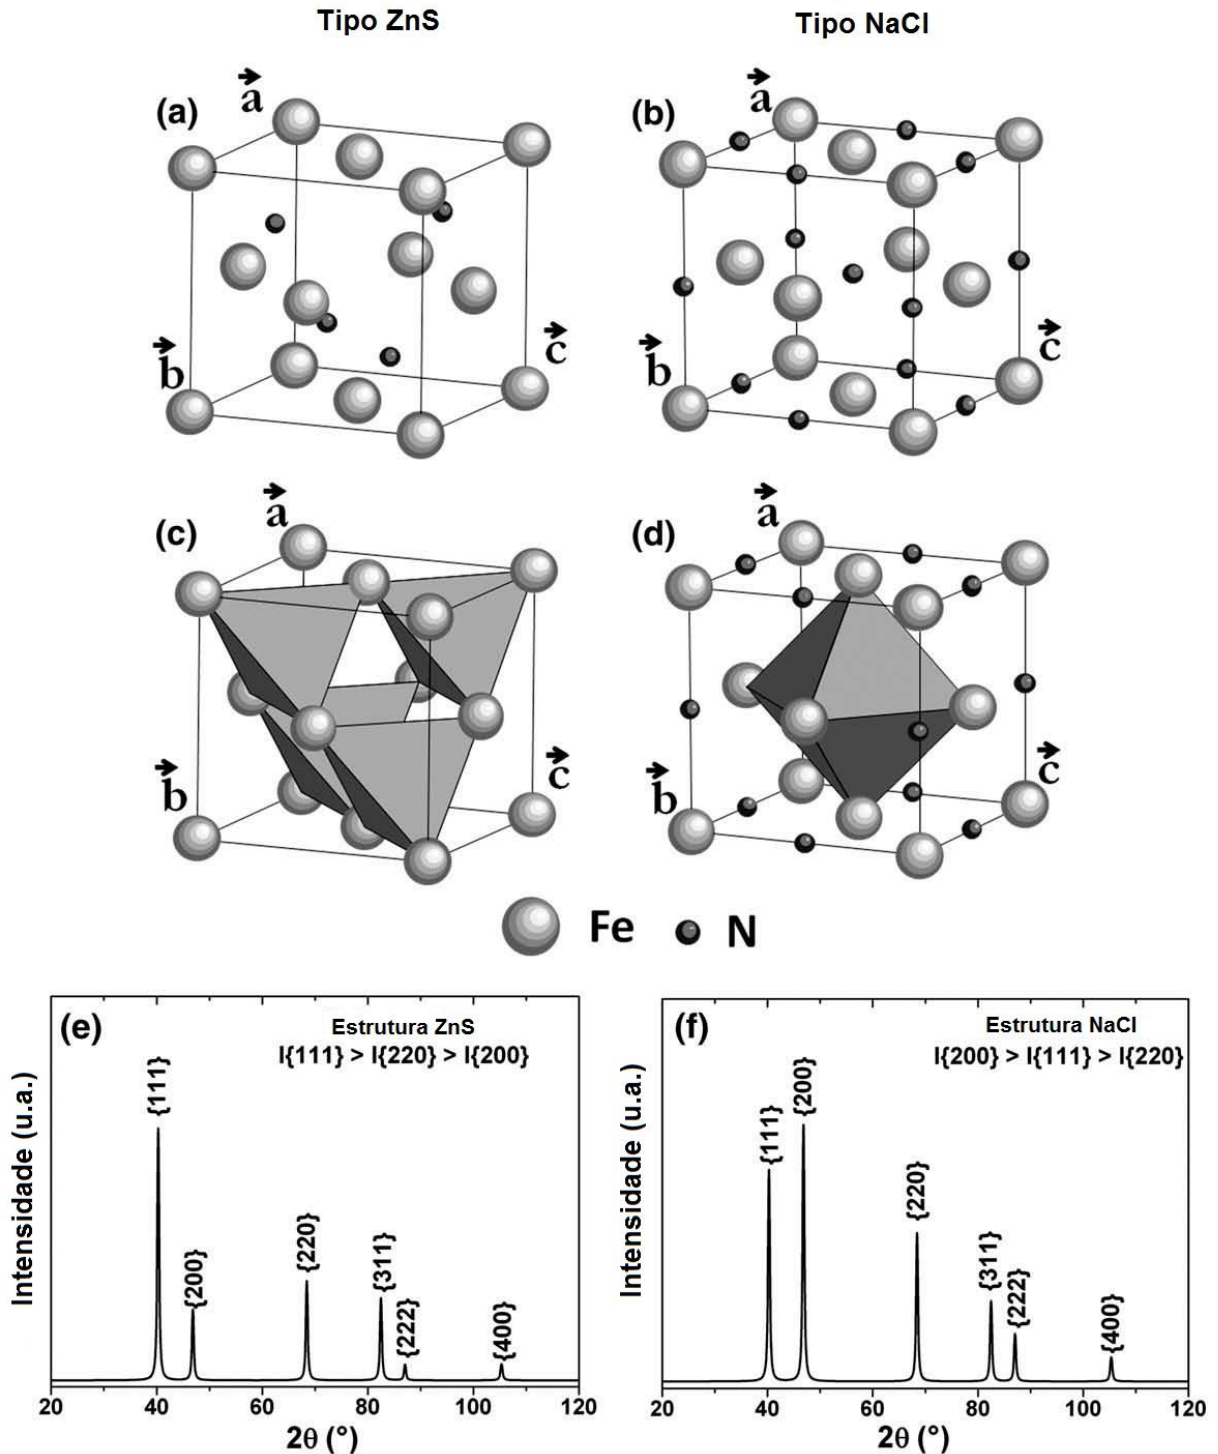 Tipo ZnS
Tipo NaCl
(a)
a
b
c
(b)
a
b
c
(c)
a
b
c
(d)
a
b
c
Fe
N
(e)
Estrutura ZnS
I{111} > I{220} > I{200}
{111}
{200}
{220}
{311}
{222}
{400}
Intensidade (u.a.)
20 40 60 80 100 120
2θ (°)
(f)
Estrutura NaCl
I{200} > I{111} > I{220}
{111}
{200}
{220}
{311}
{222}
{400}
Intensidade (u.a.)
20 40 60 80 100 120
2θ (°)